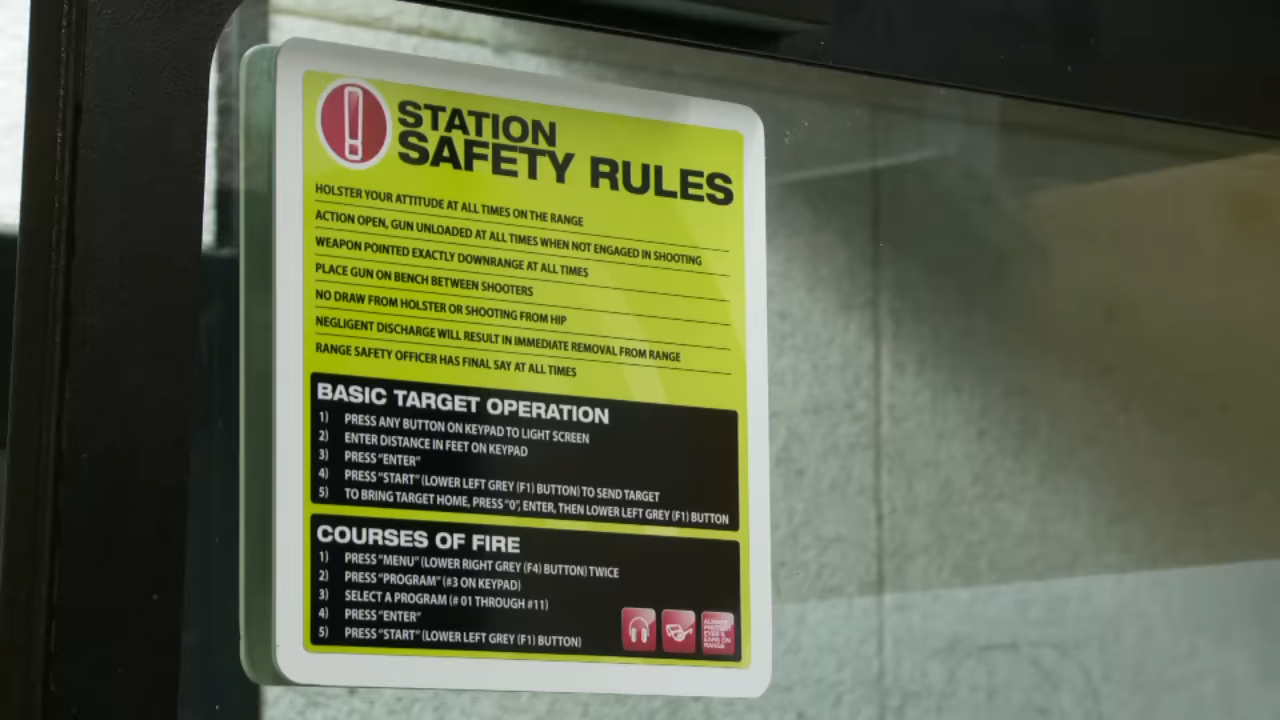 STATION
SAFETY RULES
HOLSTER YOUR ATTITUDE AT ALL TIMES ON THE RANGE
ACTION OPEN, GUN UNLOADED AT ALL TIMES WHEN NOT ENGAGED IN SHOOTING
WEAPON POINTED EXACTLY DOWNRANGE AT ALL TIMES
PLACE GUN ON BENCH BETWEEN SHOOTERS
NO DRAW FROM HOLSTER OR SHOOTING FROM HIP
NEGLIGENT DISCHARGE WILL RESULT IN IMMEDIATE REMOVAL FROM RANGE
RANGE SAFETY OFFICER HAS FINAL SAY AT ALL TIMES
BASIC TARGET OPERATION
1) PRESS ANY BUTTON ON KEYPAD TO LIGHT SCREEN
2) ENTER DISTANCE IN FEET ON KEYPAD
3) PRESS "ENTER"
4) PRESS "START" (LOWER LEFT GREY (F1) BUTTON) TO SEND TARGET
5) TO BRING TARGET HOME, PRESS "0", ENTER, THEN LOWER LEFT GREY (F1) BUTTON
COURSES OF FIRE
1) PRESS "MENU" (LOWER RIGHT GREY (F4) BUTTON) TWICE
2) PRESS "PROGRAM" (#3 ON KEYPAD)
3) SELECT A PROGRAM (# 01 THROUGH #11)
4) PRESS "ENTER"
5) PRESS "START" (LOWER LEFT GREY (F1) BUTTON)
ALWAYS
PROTECT
EYES &
EARS ON
RANGE